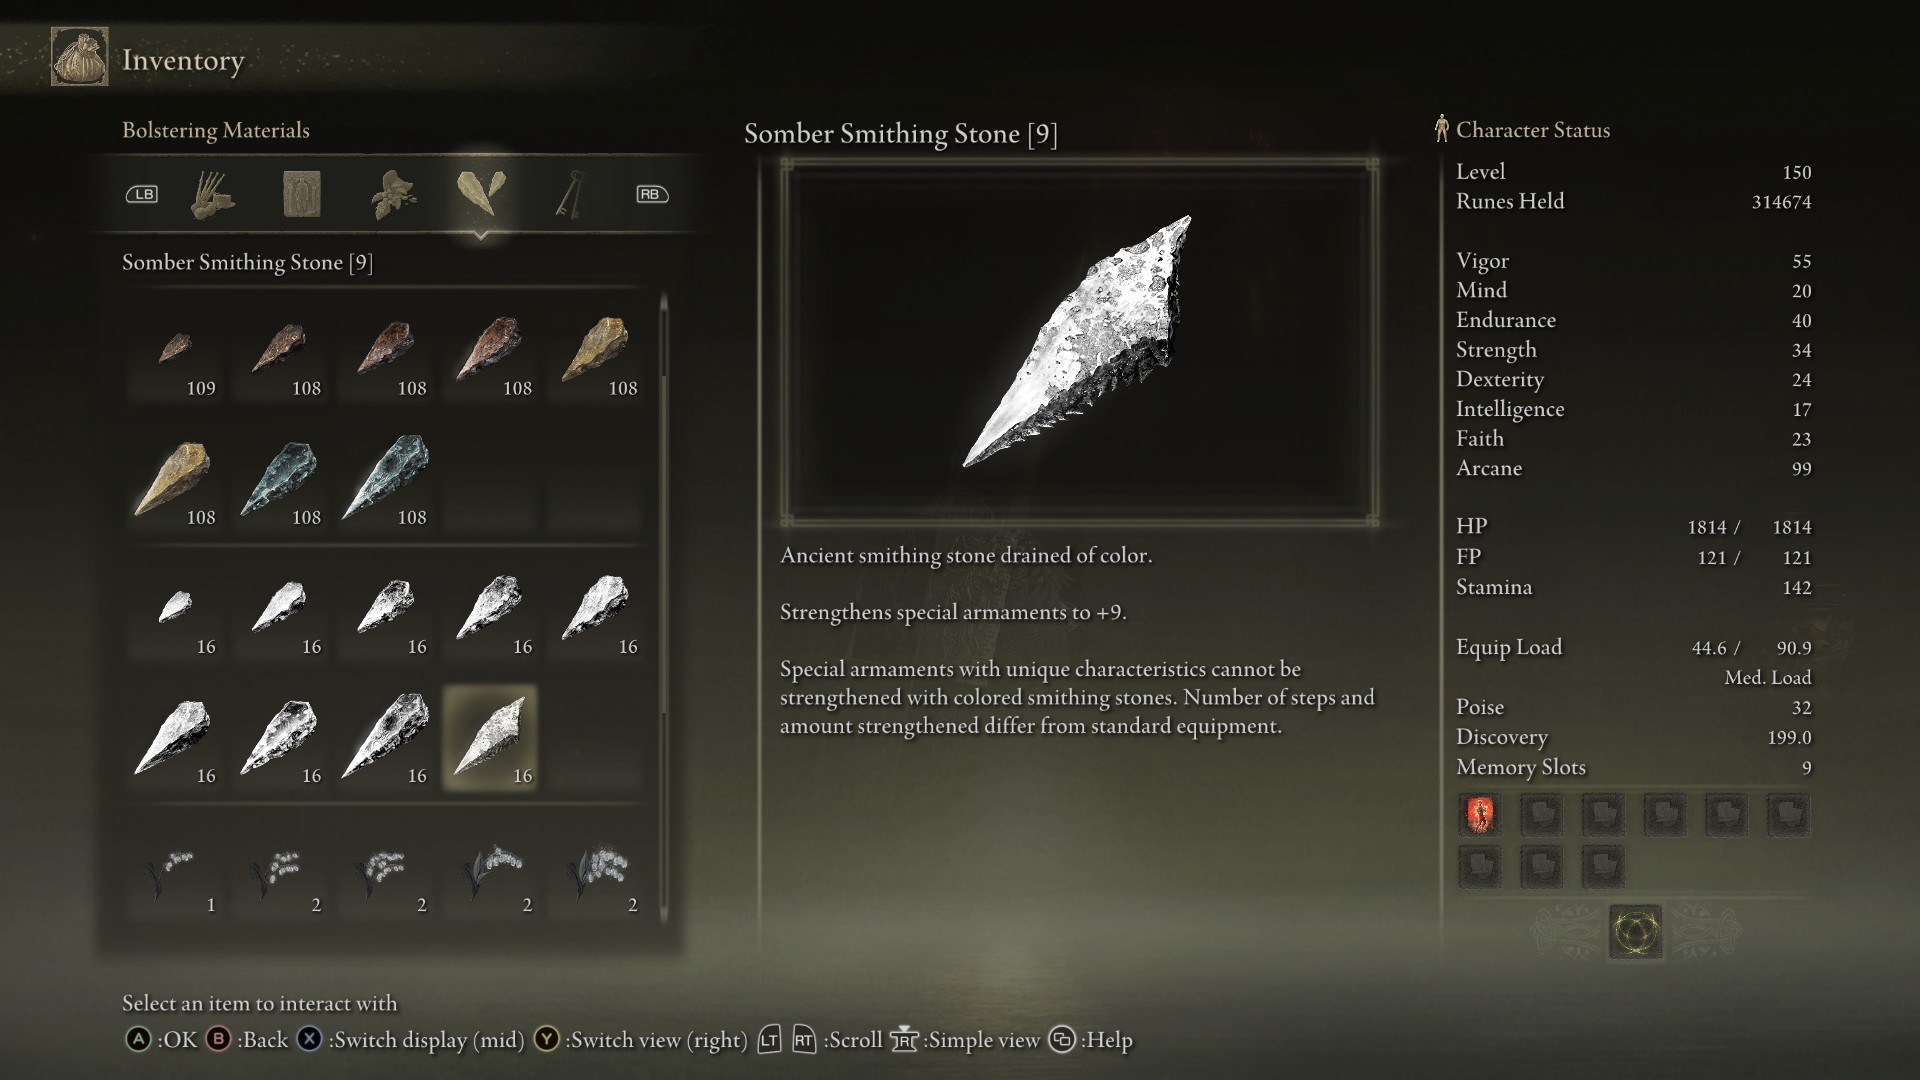 Inventory
Bolstering Materials
LB
RB
Somber Smithing Stone [9]
109 108 108 108 108
108 108 108
16 16 16 16 16
16 16 16 16
1 2 2 2 2
Somber Smithing Stone [9]
Ancient smithing stone drained of color.
Strengthens special armaments to +9.
Special armaments with unique characteristics cannot be
strengthened with colored smithing stones. Number of steps and
amount strengthened differ from standard equipment.
Character Status
Level 150
Runes Held 314674
Vigor 55
Mind 20
Endurance 40
Strength 34
Dexterity 24
Intelligence 17
Faith 23
Arcane 99
HP 1814 / 1814
FP 121 / 121
Stamina 142
Equip Load 44.6 / 90.9
Med. Load
Poise 32
Discovery 199.0
Memory Slots 9
Select an item to interact with
A :OK B :Back X :Switch display (mid) Y :Switch view (right) LT RT :Scroll R :Simple view :Help